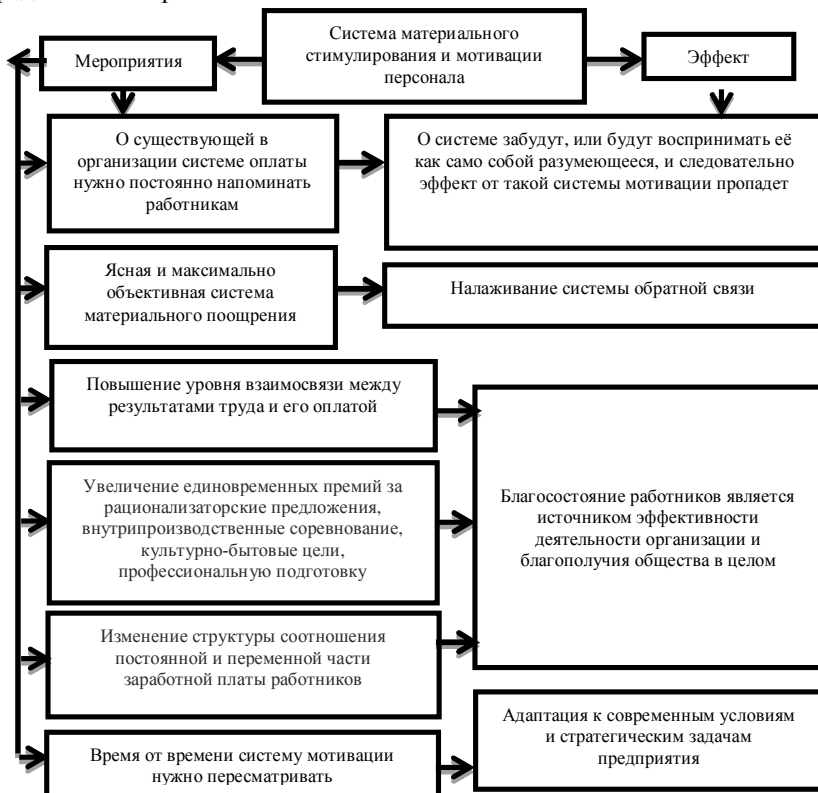 Система материального
стимулирования и мотивации
персонала
Мероприятия
Эффект
О существующей в
организации системе оплаты
нужно постоянно напоминать
работникам
О системе забудут, или будут воспринимать её
как само собой разумеющееся, и следовательно
эффект от такой системы мотивации пропадет
Ясная и максимально
объективная система
материального поощрения
Налаживание системы обратной связи
Повышение уровня взаимосвязи между
результатами труда и его оплатой
Увеличение единовременных премий за
рационализаторские предложения,
внутрипроизводственные соревнование,
культурно-бытовые цели,
профессиональную подготовку
Благосостояние работников является
источником эффективности
деятельности организации и
благополучия общества в целом
Изменение структуры соотношения
постоянной и переменной части
заработной платы работников
Время от времени систему мотивации
нужно пересматривать
Адаптация к современным условиям
и стратегическим задачам
предприятия